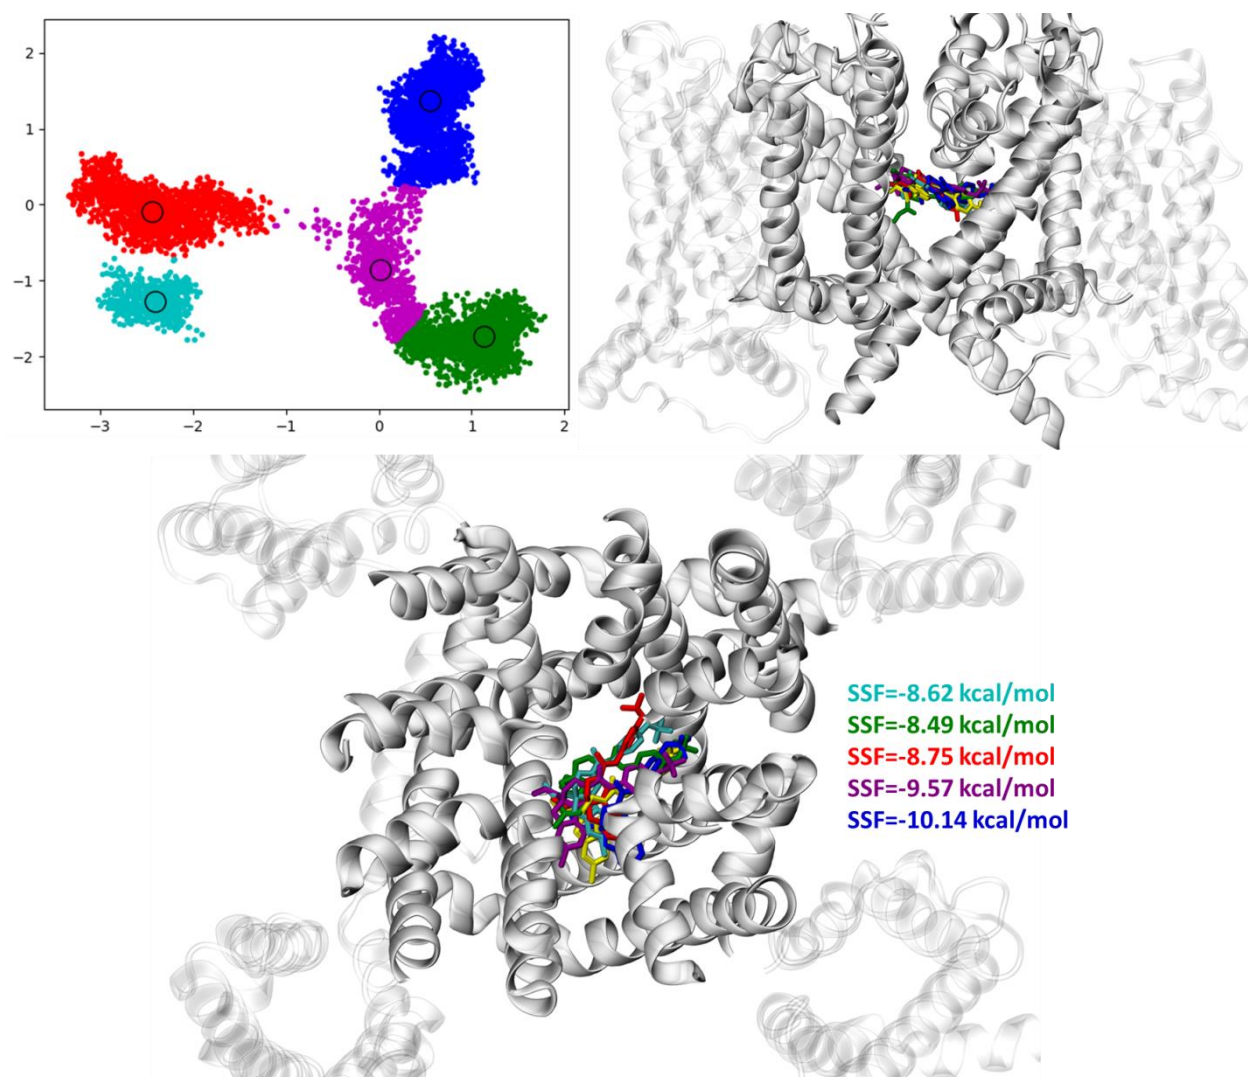 2
1
0
−1
−2
−3
−2
−1
0
1
2
SSF=-8.62 kcal/mol
SSF=-8.49 kcal/mol
SSF=-8.75 kcal/mol
SSF=-9.57 kcal/mol
SSF=-10.14 kcal/mol